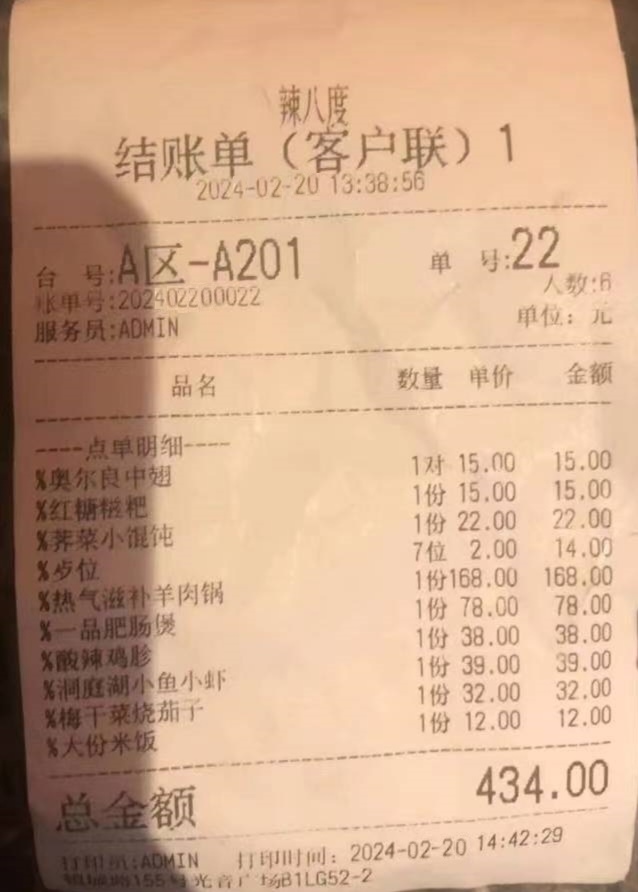 辣八度
结账单（客户联）1
2024-02-20 13:38:56
台 号:A区-A201 单 号:22
账单号:202402200022 人数:6
服务员:ADMIN 单位：元
品名 数量 单价 金额
----点单明细----
%奥尔良中翅 1对 15.00 15.00
%红糖糍粑 1份 15.00 15.00
%荠菜小馄饨 1份 22.00 22.00
%歺位 7位 2.00 14.00
%热气滋补羊肉锅 1份 168.00 168.00
%一品肥肠煲 1份 78.00 78.00
%酸辣鸡胗 1份 38.00 38.00
%洞庭湖小鱼小虾 1份 39.00 39.00
%梅干菜烧茄子 1份 32.00 32.00
%大份米饭 1份 12.00 12.00
总金额 434.00
打印员:ADMIN 打印时间：2024-02-20 14:42:29
155号光音广场B1LG52-2